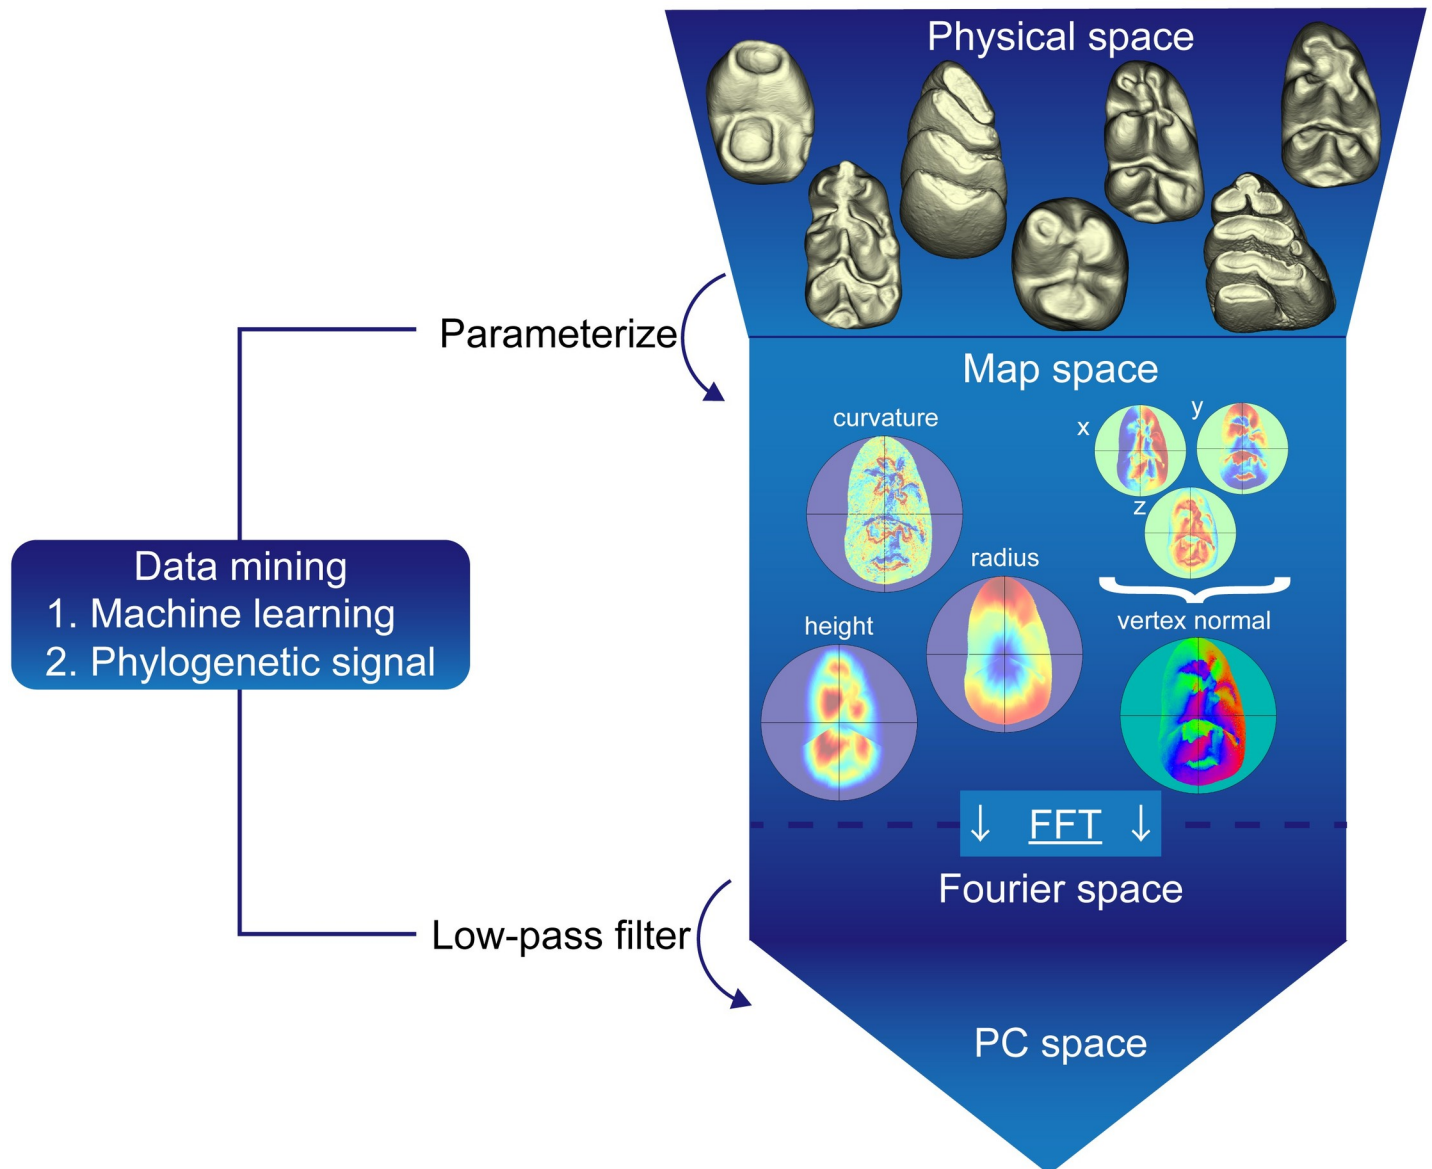 Physical space
Parameterize
Map space
curvature
x
y
z
radius
height
vertex normal
Data mining
1. Machine learning
2. Phylogenetic signal
↓ FFT ↓
Fourier space
Low-pass filter
PC space